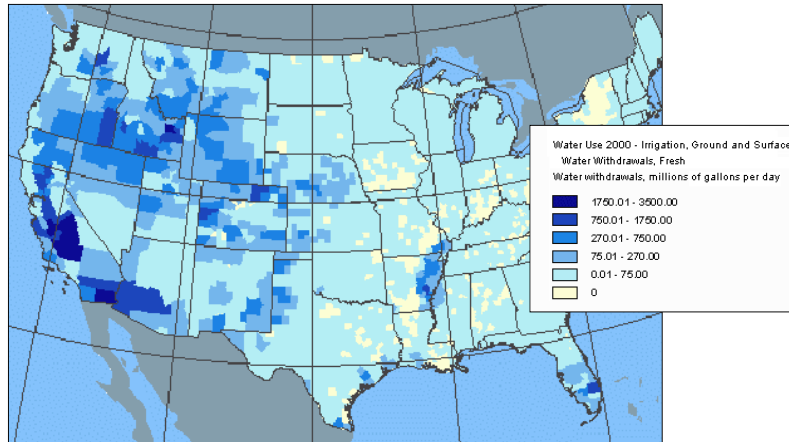 Water Use 2000 - Irrigation, Ground and Surface
Water Withdrawals, Fresh
Water withdrawals, millions of gallons per day
1750.01 - 3500.00
750.01 - 1750.00
270.01 - 750.00
75.01 - 270.00
0.01 - 75.00
0